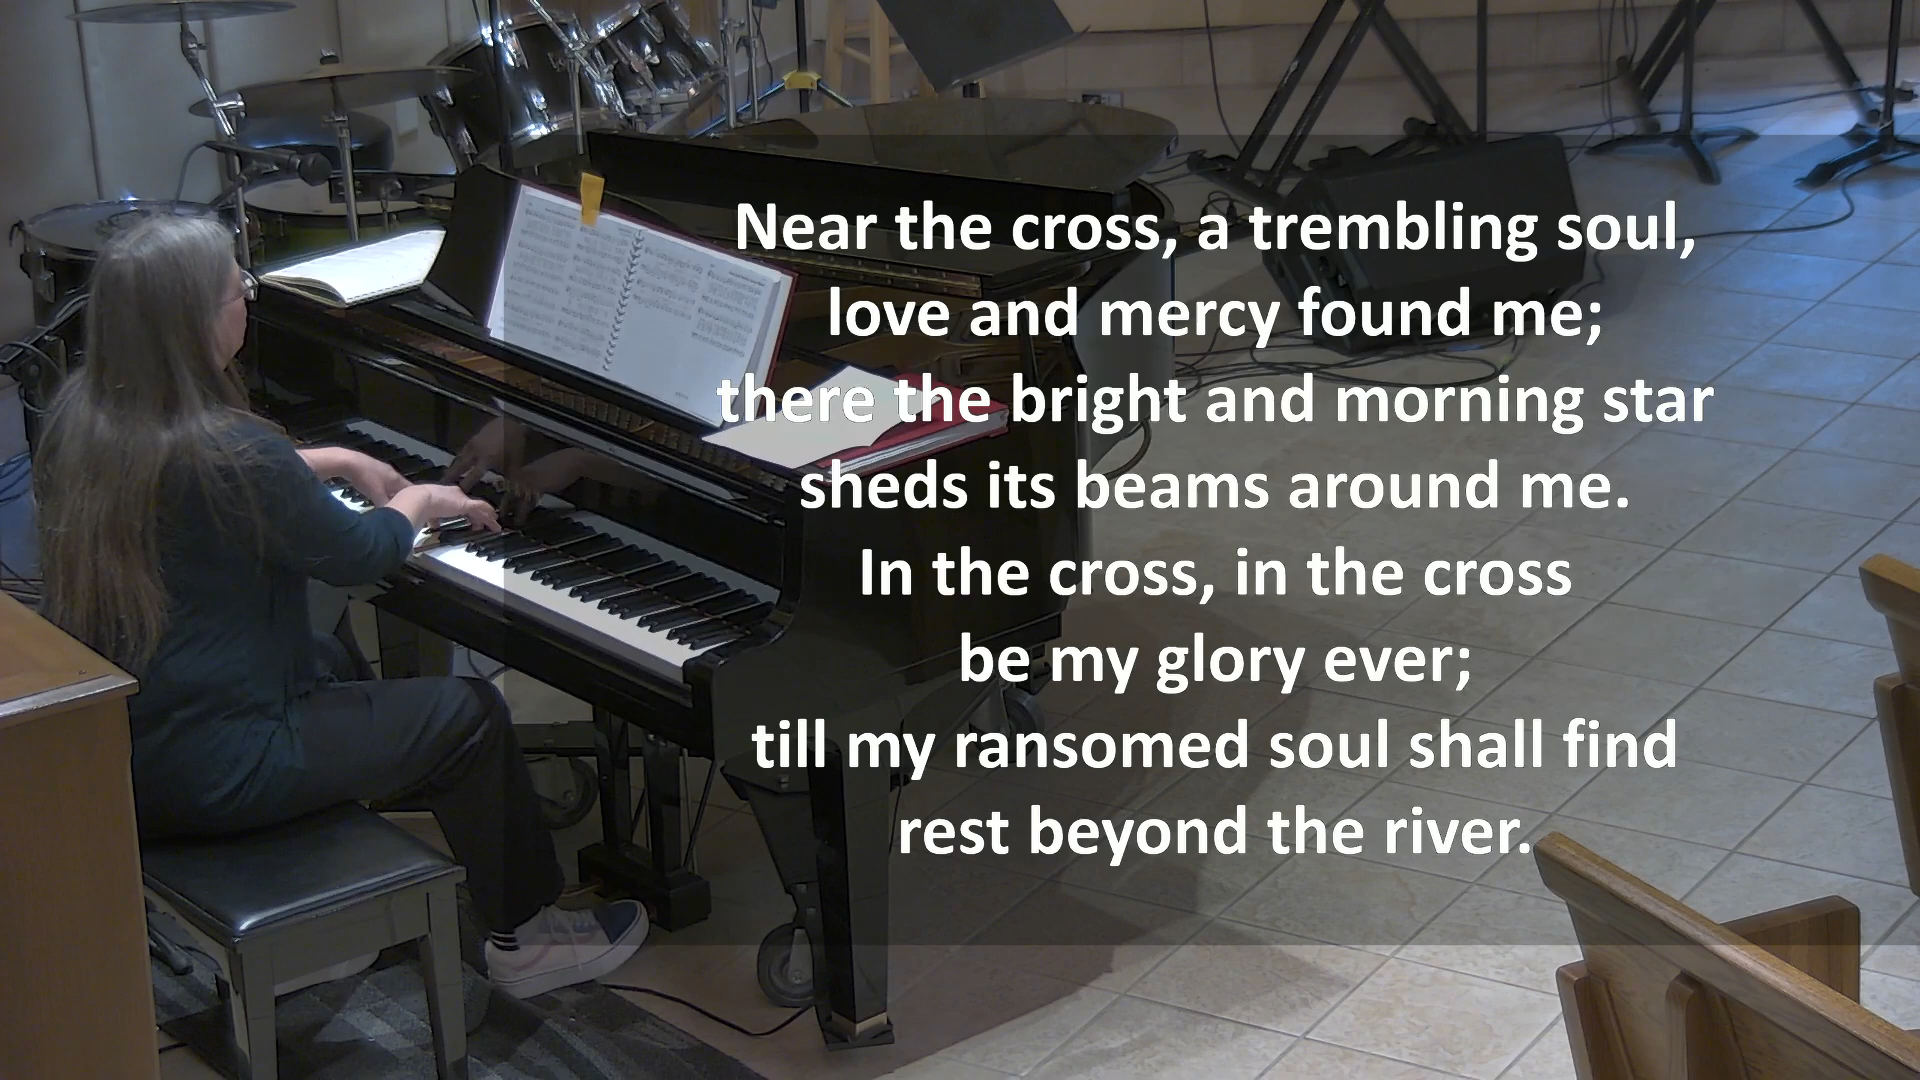 Near the cross, a trembling soul,
love and mercy found me;
there the bright and morning star
sheds its beams around me.
In the cross, in the cross
be my glory ever;
till my ransomed soul shall find
rest beyond the river.